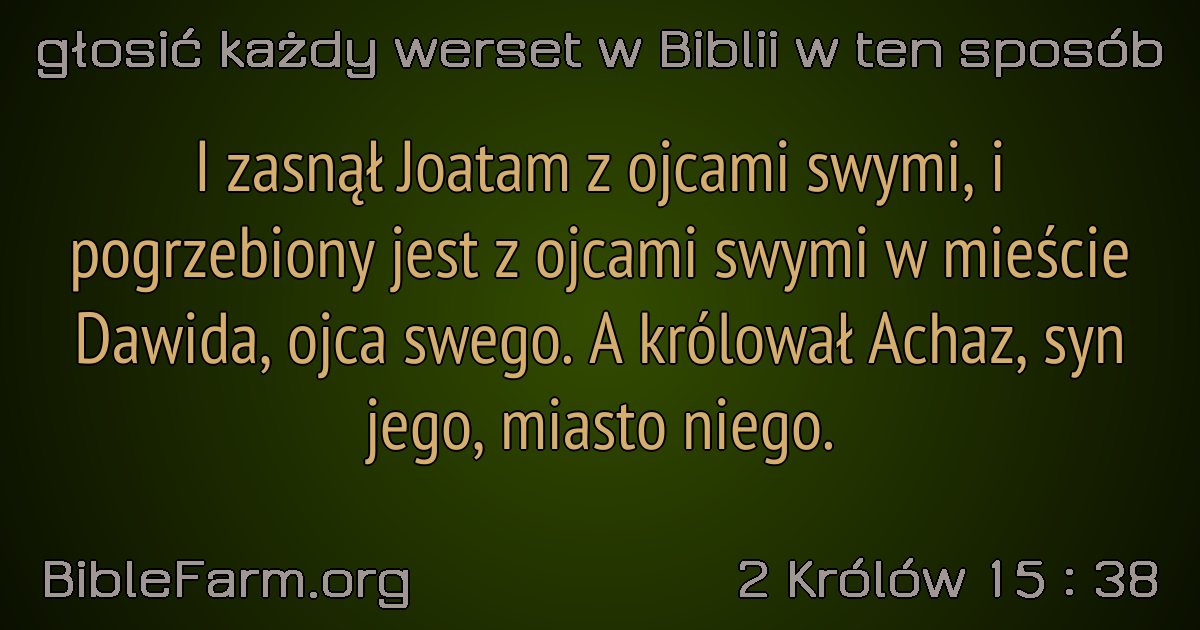 głosić każdy werset w Biblii w ten sposób
I zasnął Joatam z ojcami swymi, i
pogrzebiony jest z ojcami swymi w mieście
Dawida, ojca swego. A królował Achaz, syn
jego, miasto niego.
BibleFarm.org
2 Królów 15 : 38